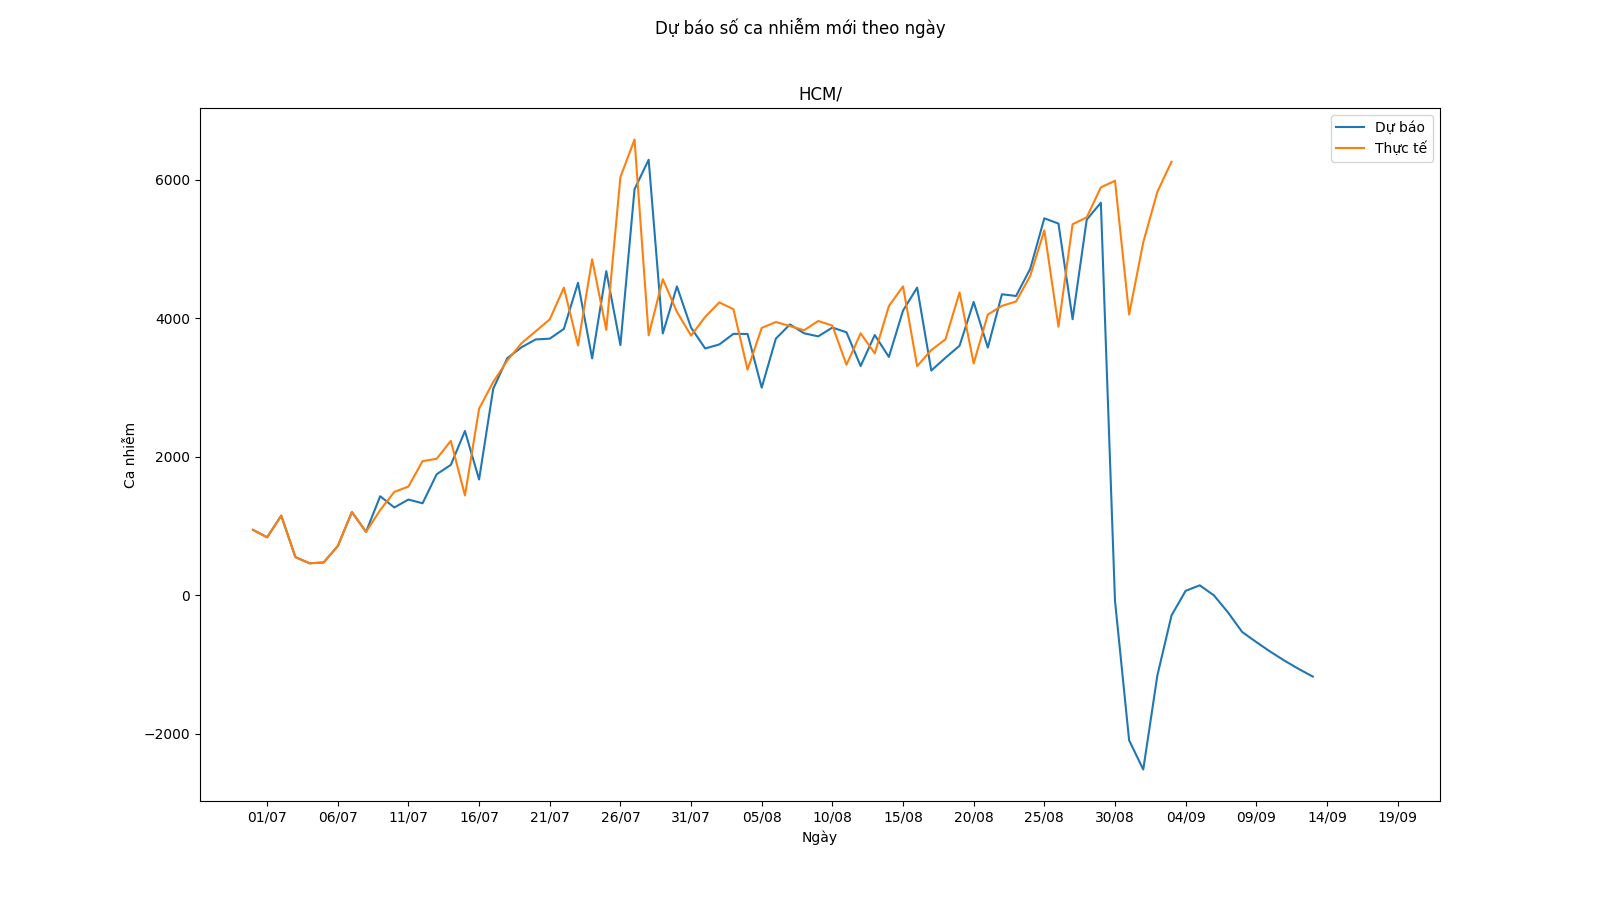 Dự báo số ca nhiễm mới theo ngày
HCM/
Dự báo
Thực tế
6000
4000
2000
0
−2000
Ca nhiễm
01/07 06/07 11/07 16/07 21/07 26/07 31/07 05/08 10/08 15/08 20/08 25/08 30/08 04/09 09/09 14/09 19/09
Ngày